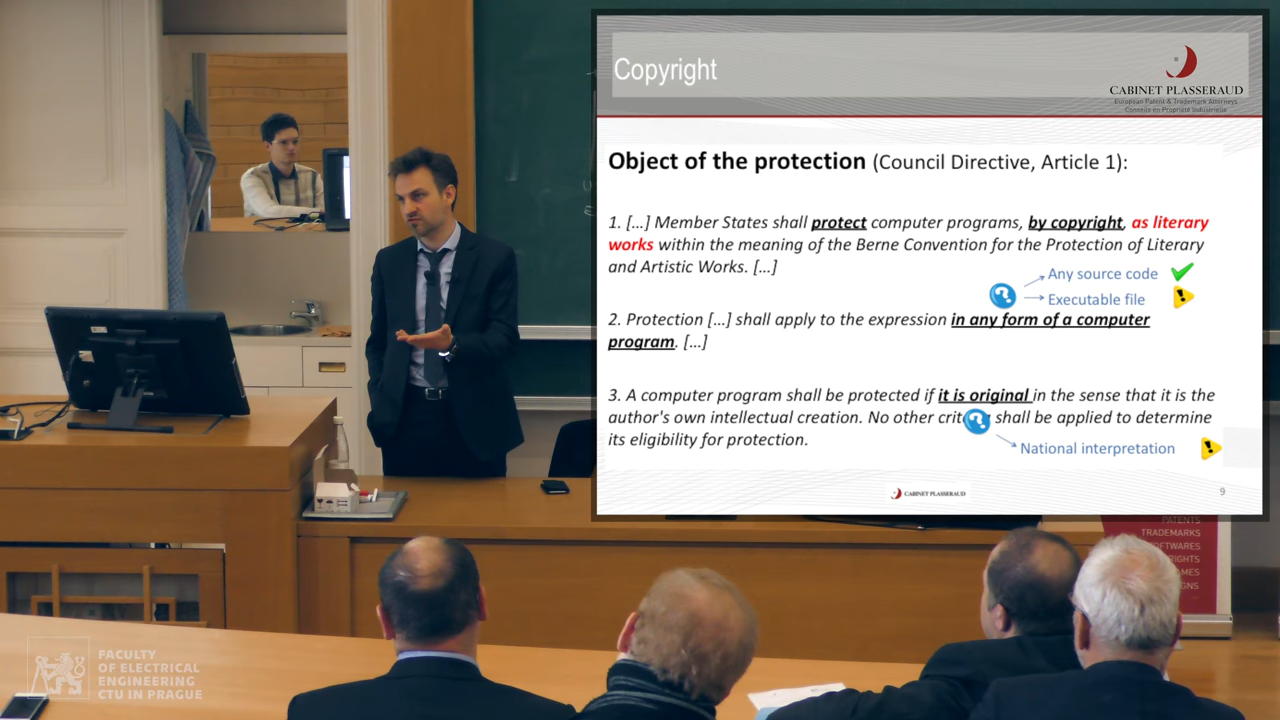 Copyright
CABINET PLASSERAUD
European Patent & Trademark Attorneys
Conseils en Propriété Industrielle
Object of the protection (Council Directive, Article 1):
1. [...] Member States shall protect computer programs, by copyright, as literary
works within the meaning of the Berne Convention for the Protection of Literary
and Artistic Works. [...]
Any source code
Executable file
2. Protection [...] shall apply to the expression in any form of a computer
program. [...]
3. A computer program shall be protected if it is original in the sense that it is the
author's own intellectual creation. No other shall be applied to determine
its eligibility for protection.
National interpretation
CABINET PLASSERAUD
9
PATENTS
TRADEMARKS
FACULTY
OF ELECTRICAL
ENGINEERING
CTU IN PRAGUE